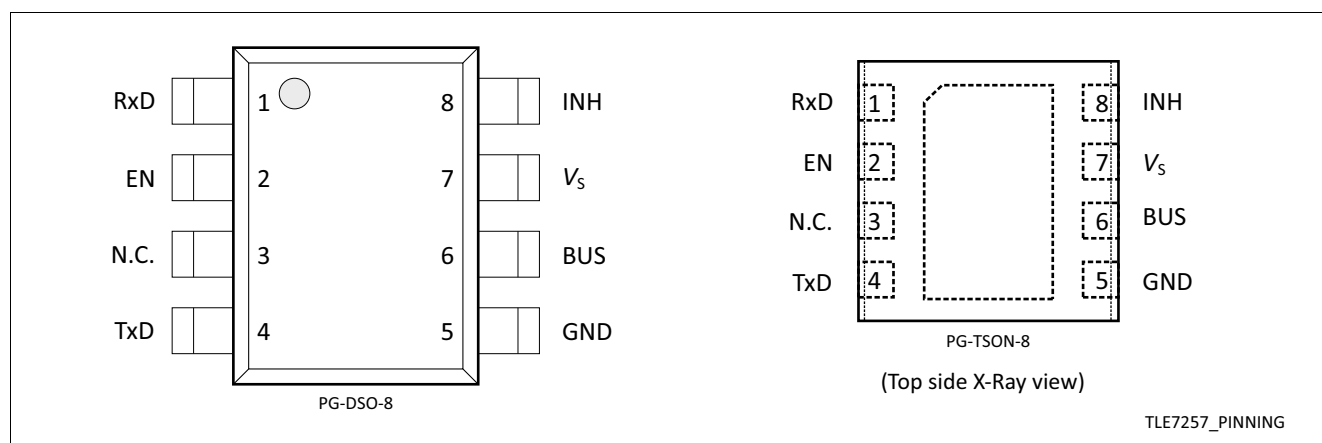 RxD 1 8 INH
EN 2 7 VS
N.C. 3 6 BUS
TxD 4 5 GND
PG-DSO-8
RxD 1 8 INH
EN 2 7 VS
N.C. 3 6 BUS
TxD 4 5 GND
PG-TSON-8
(Top side X-Ray view)
TLE7257_PINNING